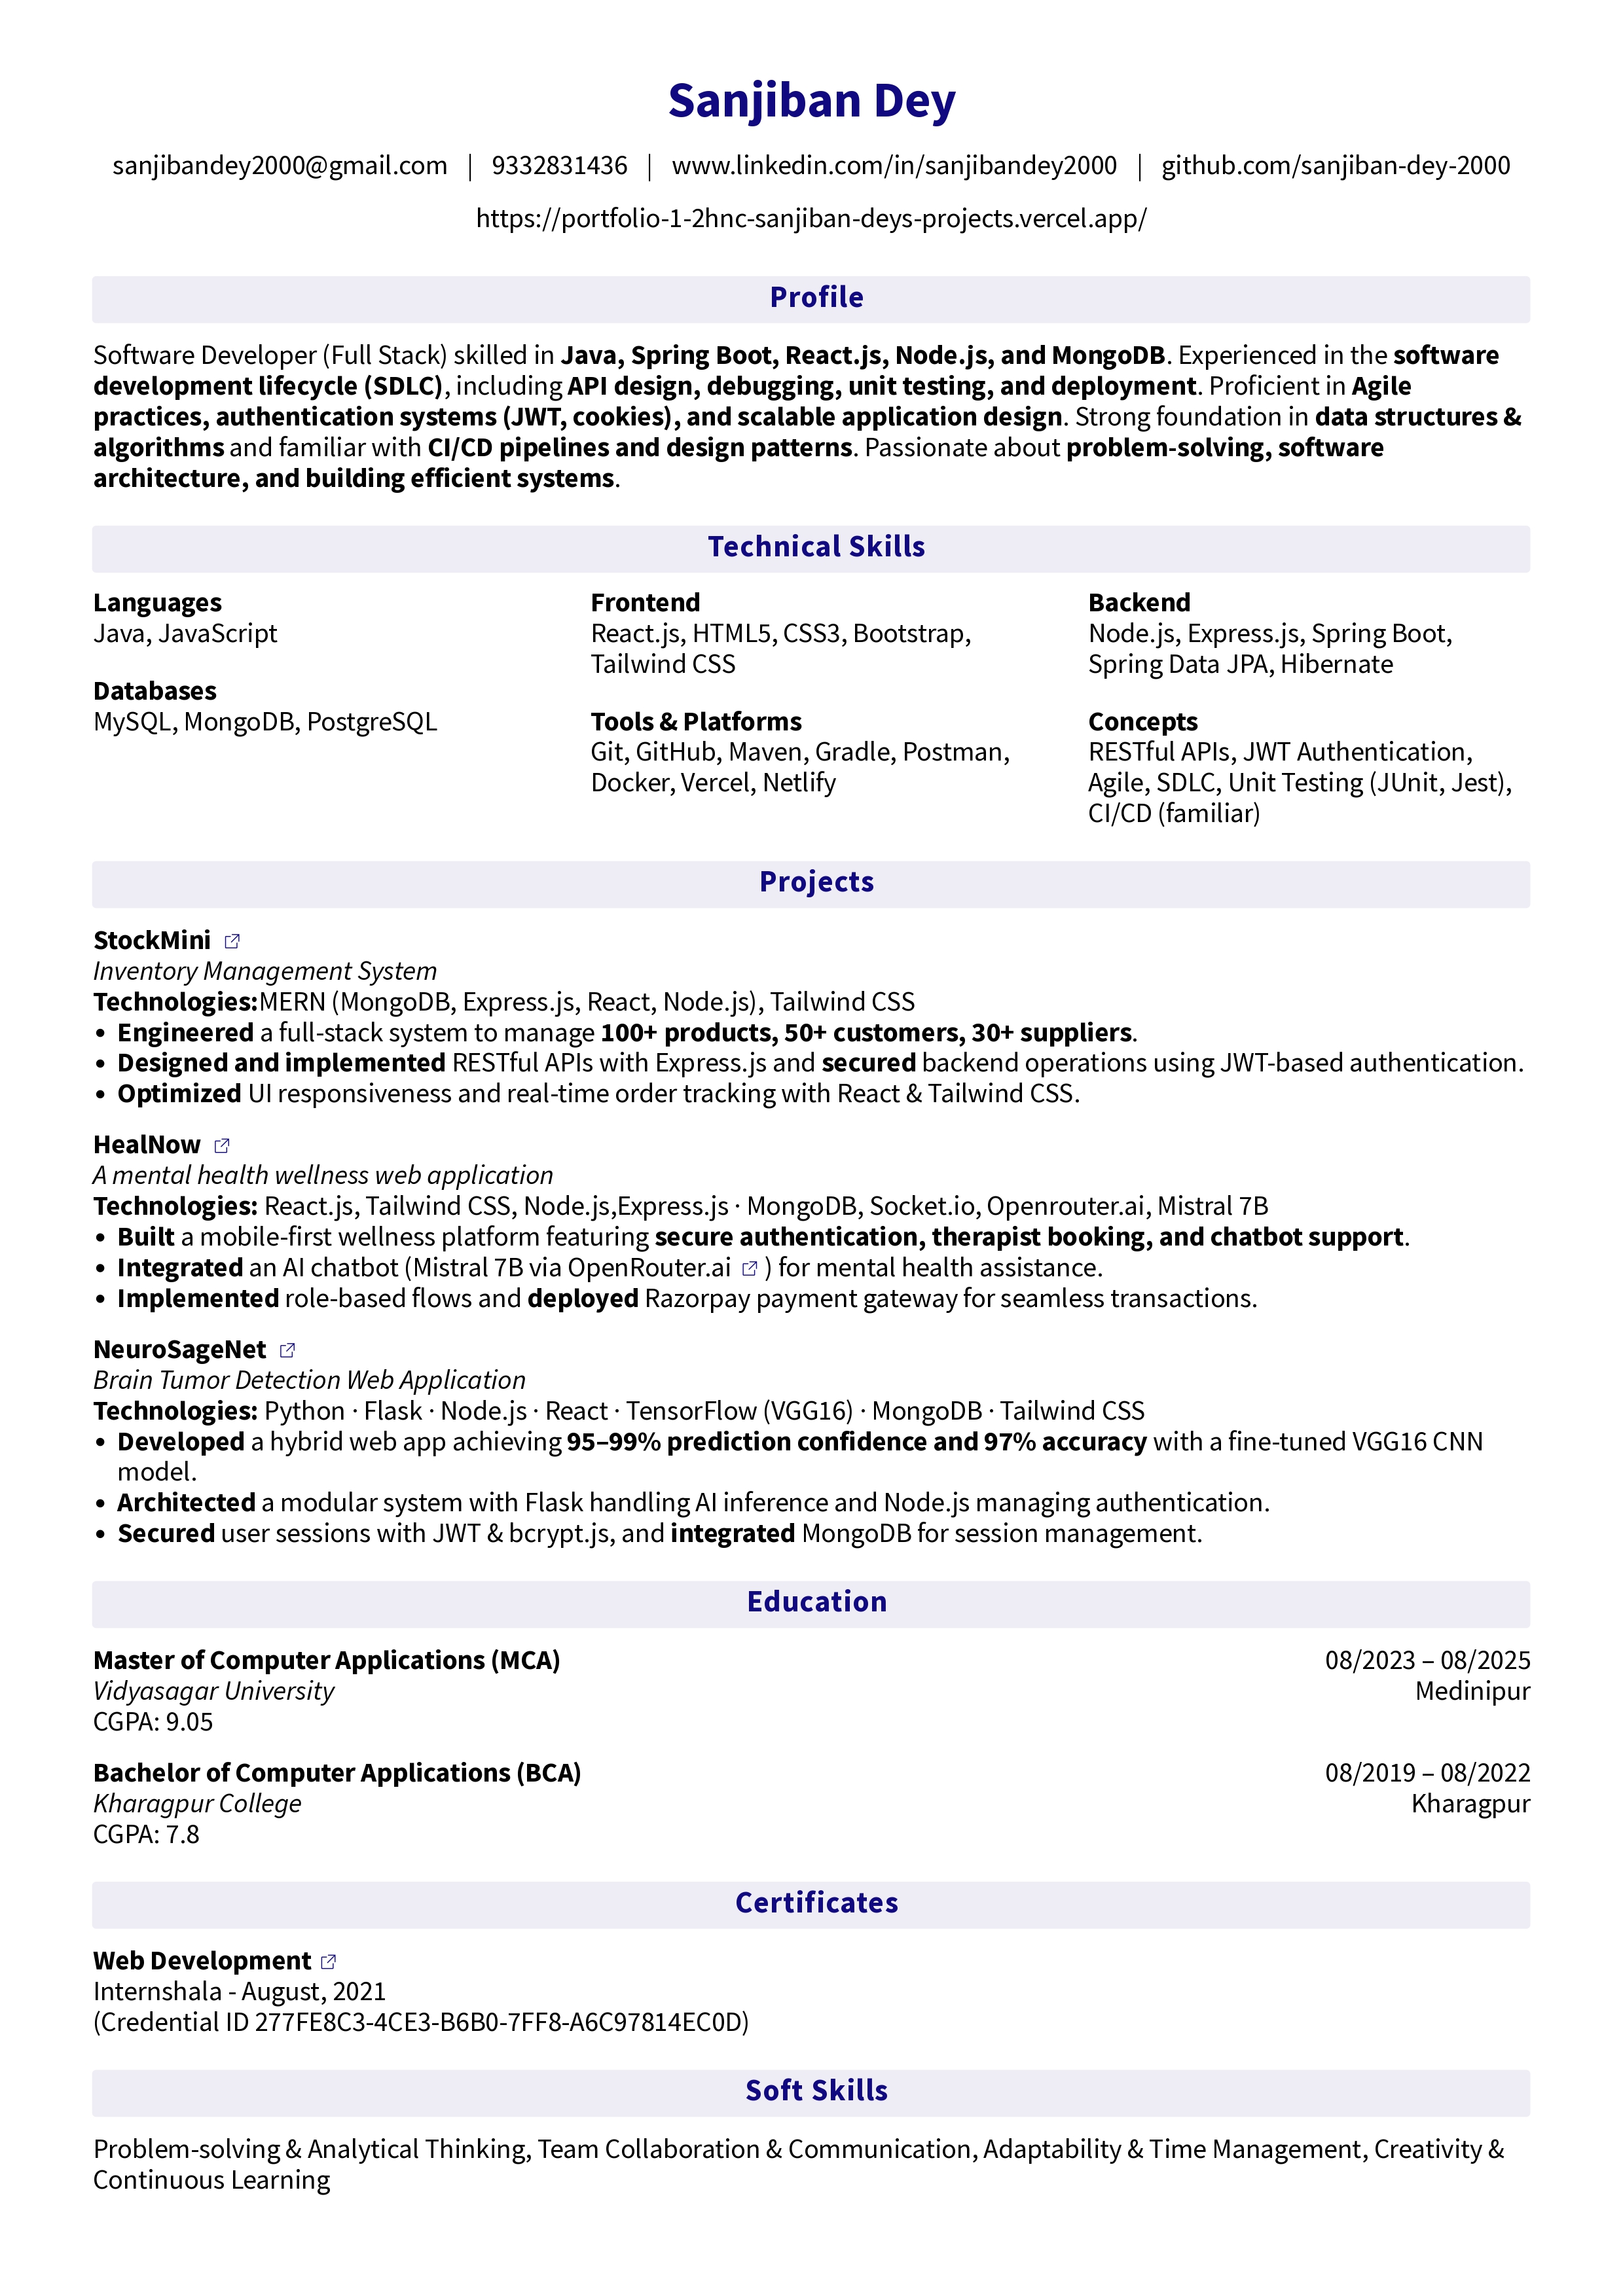 Sanjiban Dey
sanjibandey2000@gmail.com | 9332831436 | www.linkedin.com/in/sanjibandey2000 | github.com/sanjiban-dey-2000
https://portfolio-1-2hnc-sanjiban-deys-projects.vercel.app/
Profile
Software Developer (Full Stack) skilled in Java, Spring Boot, React.js, Node.js, and MongoDB. Experienced in the software
development lifecycle (SDLC), including API design, debugging, unit testing, and deployment. Proficient in Agile
practices, authentication systems (JWT, cookies), and scalable application design. Strong foundation in data structures &
algorithms and familiar with CI/CD pipelines and design patterns. Passionate about problem-solving, software
architecture, and building efficient systems.
Technical Skills
Languages
Java, JavaScript
Databases
MySQL, MongoDB, PostgreSQL
Frontend
React.js, HTML5, CSS3, Bootstrap,
Tailwind CSS
Tools & Platforms
Git, GitHub, Maven, Gradle, Postman,
Docker, Vercel, Netlify
Backend
Node.js, Express.js, Spring Boot,
Spring Data JPA, Hibernate
Concepts
RESTful APIs, JWT Authentication,
Agile, SDLC, Unit Testing (JUnit, Jest),
CI/CD (familiar)
Projects
StockMini
Inventory Management System
Technologies:MERN (MongoDB, Express.js, React, Node.js), Tailwind CSS
• Engineered a full-stack system to manage 100+ products, 50+ customers, 30+ suppliers.
• Designed and implemented RESTful APIs with Express.js and secured backend operations using JWT-based authentication.
• Optimized UI responsiveness and real-time order tracking with React & Tailwind CSS.
HealNow
A mental health wellness web application
Technologies: React.js, Tailwind CSS, Node.js,Express.js · MongoDB, Socket.io, Openrouter.ai, Mistral 7B
• Built a mobile-first wellness platform featuring secure authentication, therapist booking, and chatbot support.
• Integrated an AI chatbot (Mistral 7B via OpenRouter.ai ) for mental health assistance.
• Implemented role-based flows and deployed Razorpay payment gateway for seamless transactions.
NeuroSageNet
Brain Tumor Detection Web Application
Technologies: Python · Flask · Node.js · React · TensorFlow (VGG16) · MongoDB · Tailwind CSS
• Developed a hybrid web app achieving 95–99% prediction confidence and 97% accuracy with a fine-tuned VGG16 CNN
model.
• Architected a modular system with Flask handling AI inference and Node.js managing authentication.
• Secured user sessions with JWT & bcrypt.js, and integrated MongoDB for session management.
Education
Master of Computer Applications (MCA) 08/2023 – 08/2025
Vidyasagar University Medinipur
CGPA: 9.05
Bachelor of Computer Applications (BCA) 08/2019 – 08/2022
Kharagpur College Kharagpur
CGPA: 7.8
Certificates
Web Development
Internshala - August, 2021
(Credential ID 277FE8C3-4CE3-B6B0-7FF8-A6C97814EC0D)
Soft Skills
Problem-solving & Analytical Thinking, Team Collaboration & Communication, Adaptability & Time Management, Creativity &
Continuous Learning